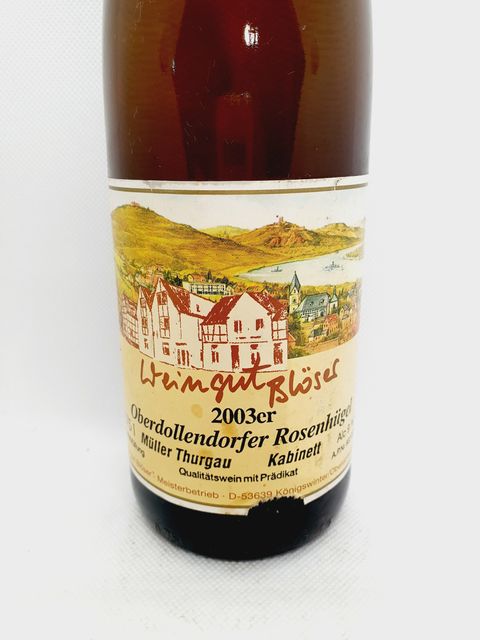 Weingut Blöser
2003er
Oberdollendorfer Rosenhügel
Müller Thurgau Kabinett
Qualitätswein mit Prädikat
Meisterbetrieb - D-53639 Königswinter/